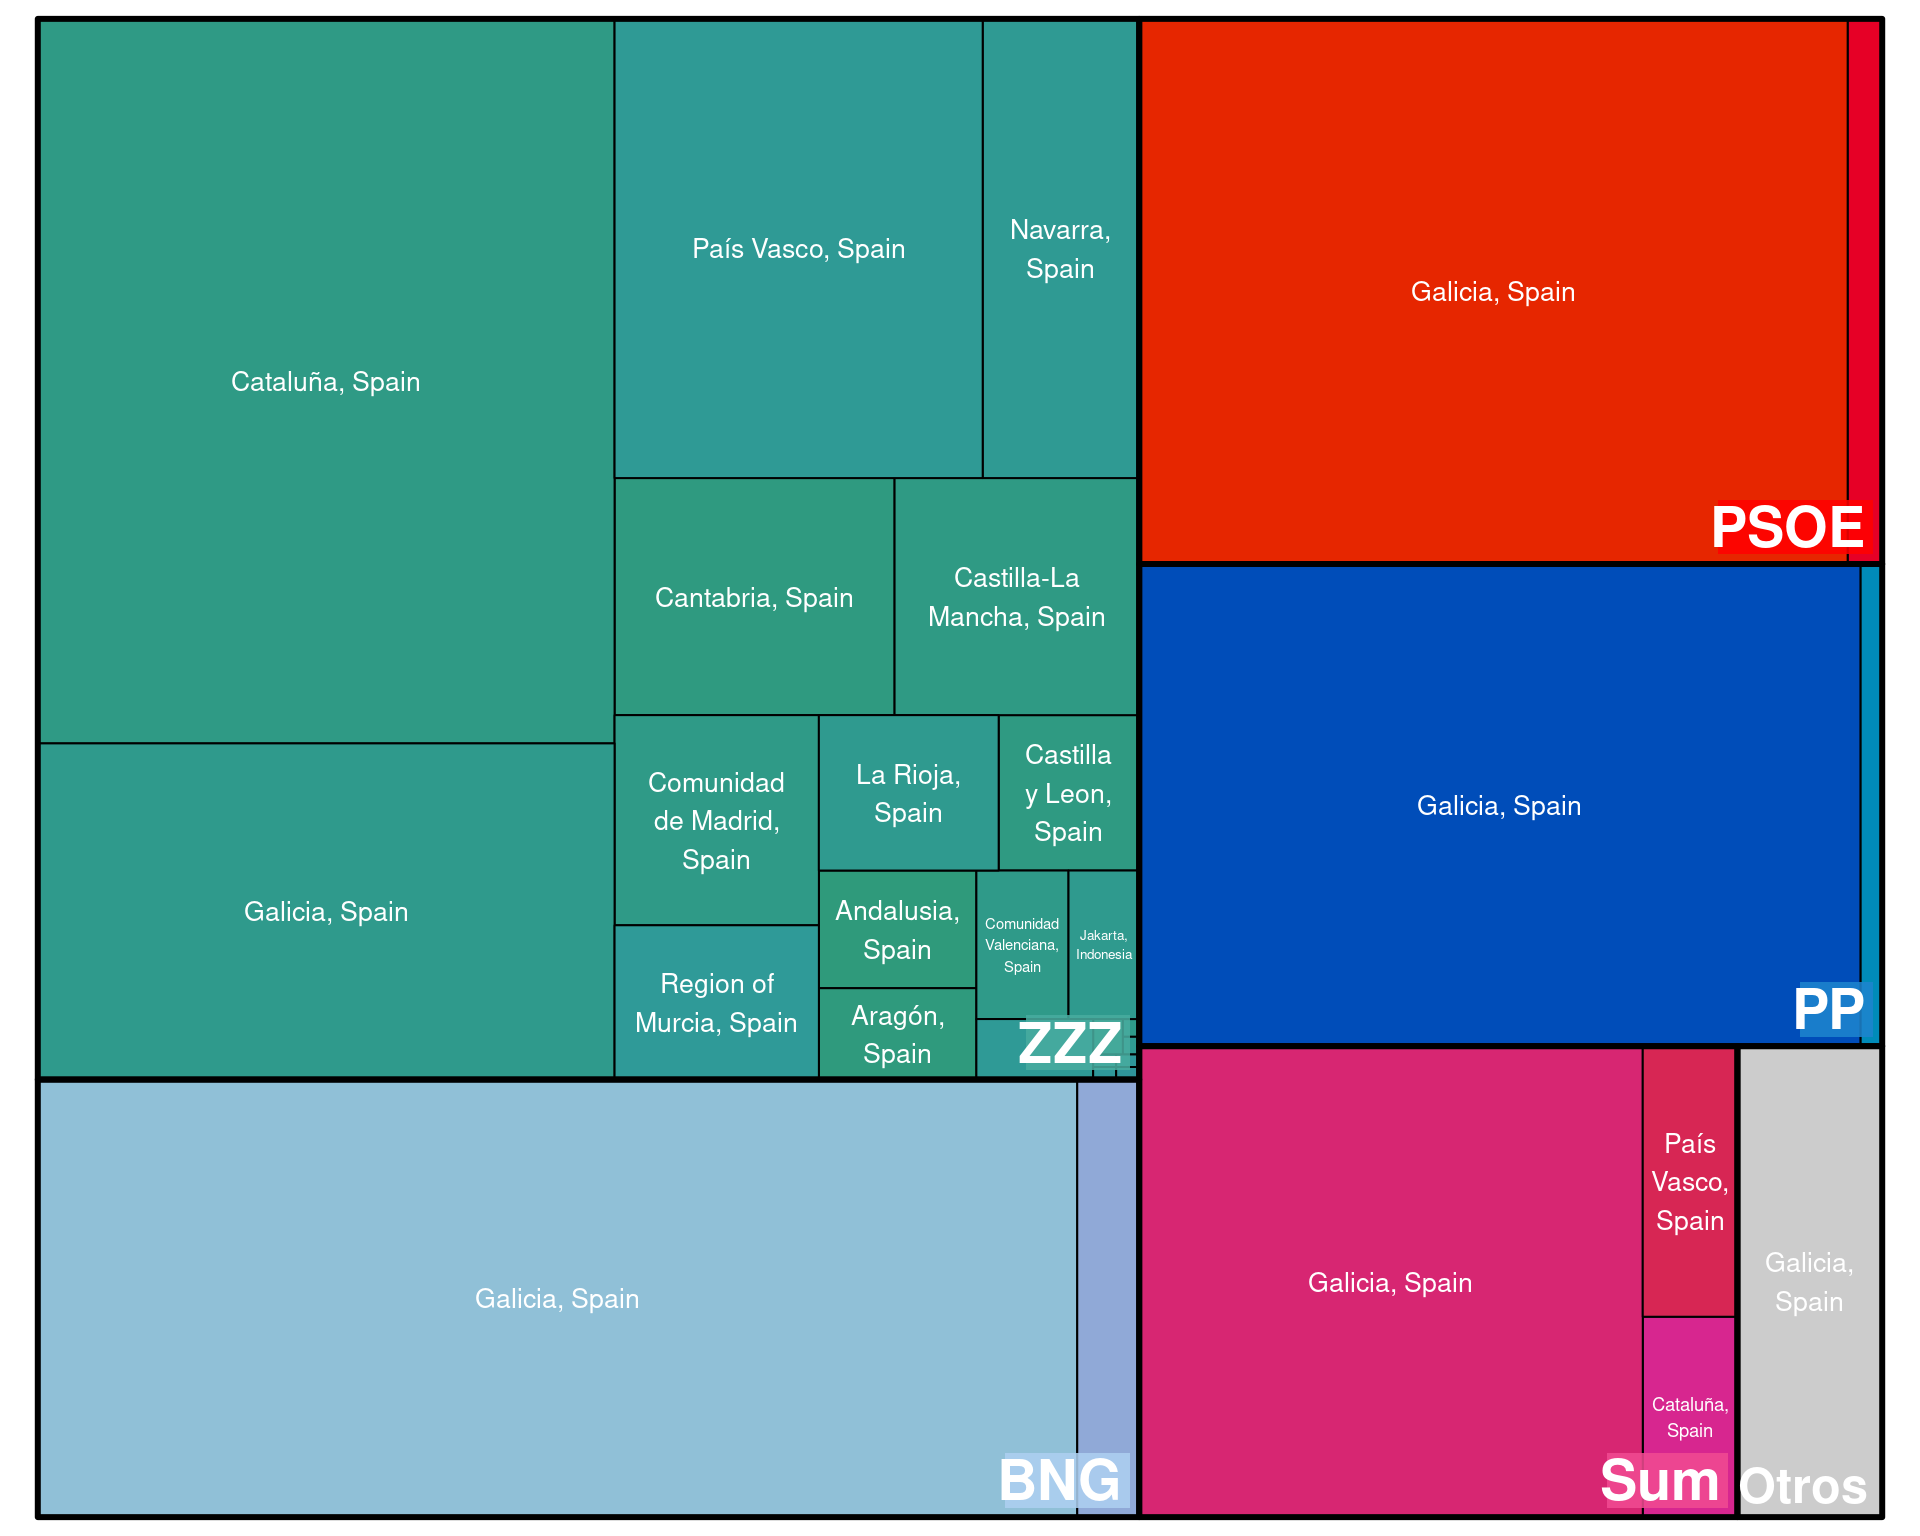 Cataluña, Spain
País Vasco, Spain
Navarra,
Spain
Cantabria, Spain
Castilla-La
Mancha, Spain
Galicia, Spain
Comunidad
de Madrid,
Spain
La Rioja,
Spain
Castilla
y Leon,
Spain
Region of
Murcia, Spain
Andalusia,
Spain
Aragón,
Spain
Comunidad
Valenciana,
Spain
Jakarta,
Indonesia
ZZZ
Galicia, Spain
BNG
Galicia, Spain
PSOE
Galicia, Spain
PP
Galicia, Spain
País
Vasco,
Spain
Cataluña,
Spain
Sum
Galicia,
Spain
Otros